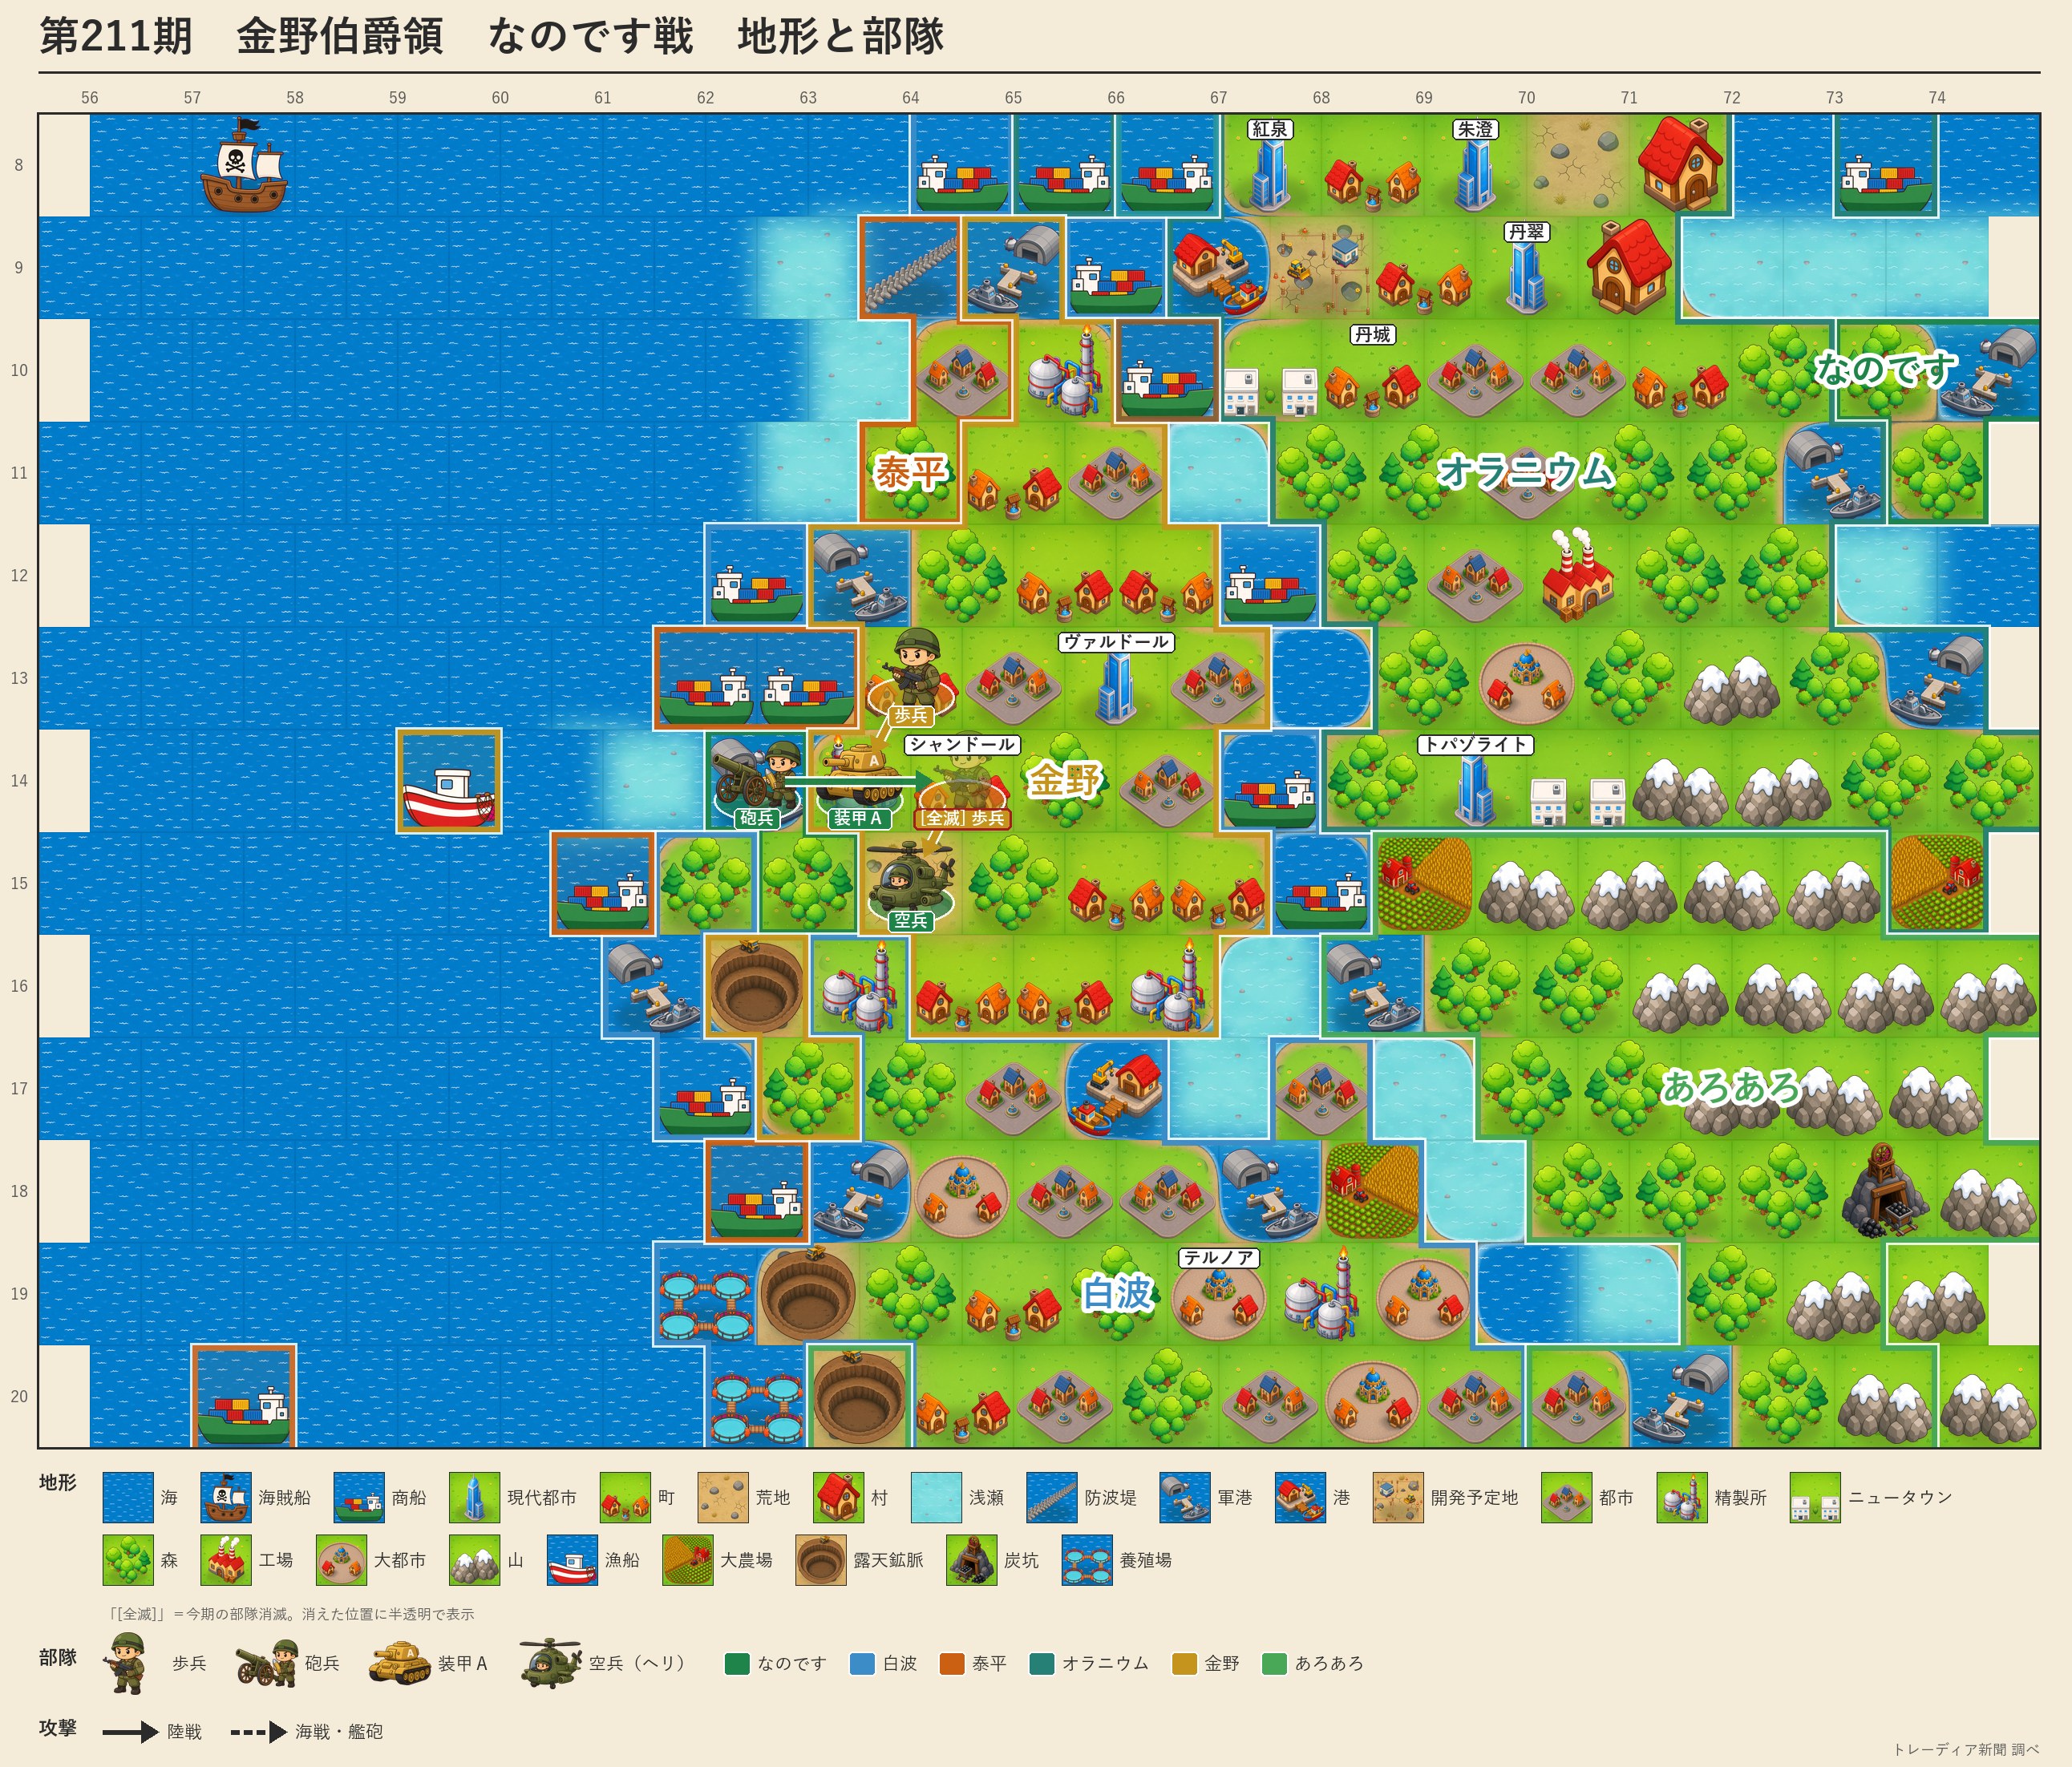 第211期　金野伯爵領　なのです戦　地形と部隊
56 57 58 59 60 61 62 63 64 65 66 67 68 69 70 71 72 73 74
8
紅泉 朱澄
9
丹翠
10
丹城
なのです
11
泰平 オラニウム
12
13
ヴァルドール
歩兵
14
シャンドール トパゾライト
金野
砲兵 装甲A [全滅] 歩兵
15
空兵
16
17
あろあろ
18
19
テルノア
白波
20
地形 海 海賊船 商船 現代都市 町 荒地 村 浅瀬 防波堤 軍港 港 開発予定地 都市 精製所 ニュータウン
森 工場 大都市 山 漁船 大農場 露天鉱脈 炭坑 養殖場
「[全滅]」＝今期の部隊消滅。消えた位置に半透明で表示
部隊 歩兵 砲兵 装甲A 空兵（ヘリ） なのです 白波 泰平 オラニウム 金野 あろあろ
攻撃 陸戦 海戦・艦砲
トレーディア新聞 調べ